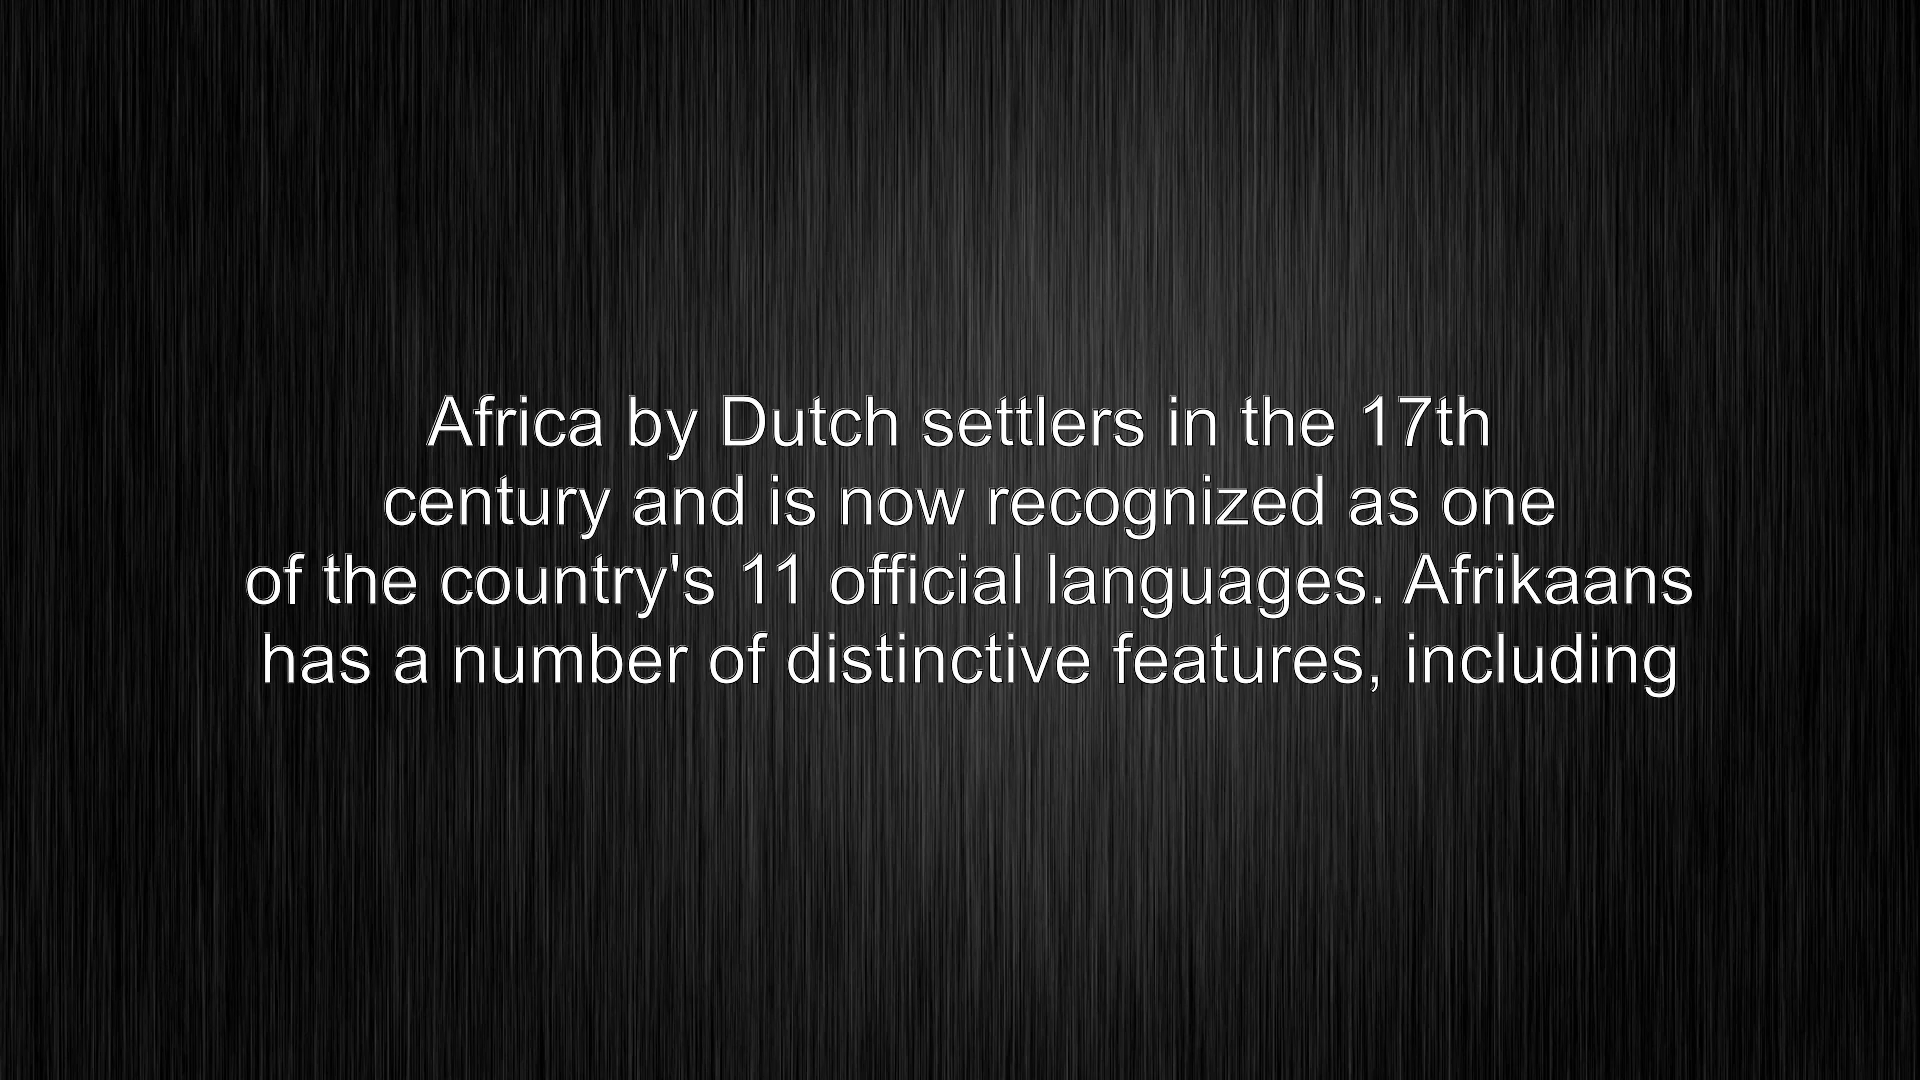 Africa by Dutch settlers in the 17th
century and is now recognized as one
of the country's 11 official languages. Afrikaans
has a number of distinctive features, including